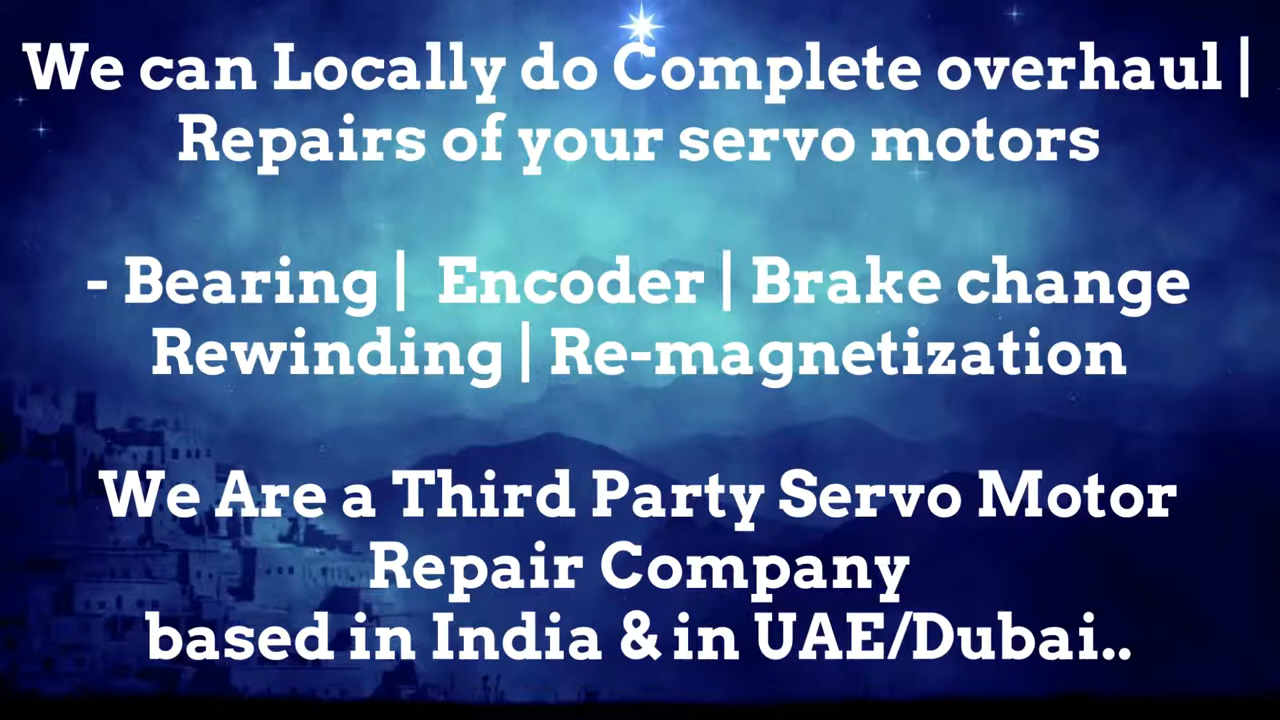 We can Locally do Complete overhaul |
Repairs of your servo motors
- Bearing | Encoder | Brake change
Rewinding | Re-magnetization
We Are a Third Party Servo Motor
Repair Company
based in India & in UAE/Dubai..